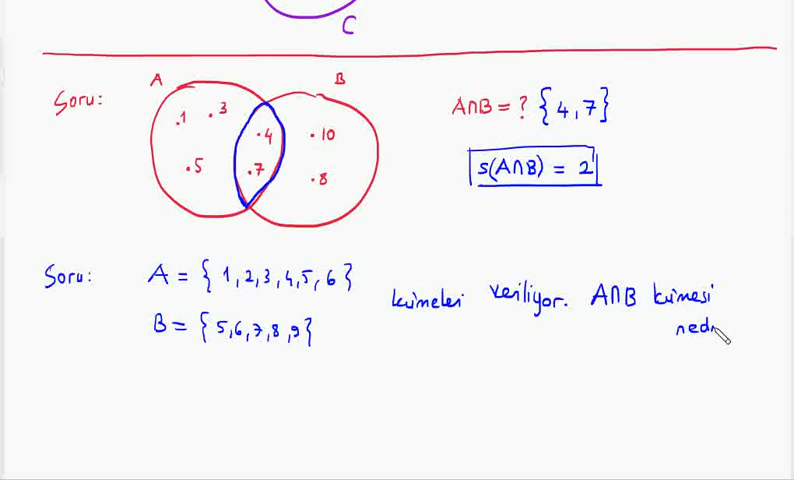 C
Soru:
A
B
.1
.3
.5
.4
.7
.10
.8
A∩B = ? {4,7}
s(A∩B) = 2
Soru: A = { 1,2,3,4,5,6 }
B = { 5,6,7,8,9 }
kümeleri veriliyor. A∩B kümesi
nedi